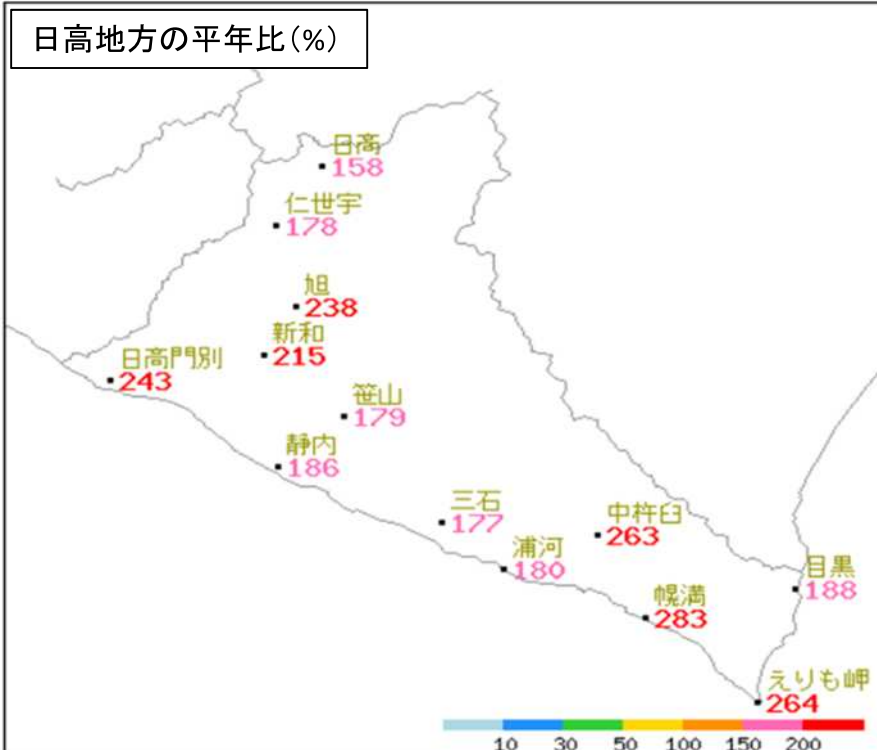 日高地方の平年比(%)
日高
158
仁世宇
178
旭
238
新和
215
日高門別
243
笹山
179
静内
186
三石
177
中杵臼
263
浦河
180
目黒
188
幌満
283
えりも岬
264
10 30 50 100 150 200